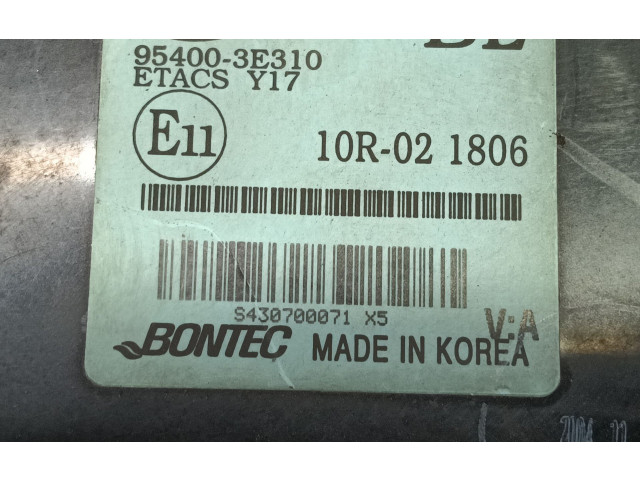 95400-3E310
ETACS Y17
E11
10R-02 1806
S430700071 X5
V:A
BONTEC MADE IN KOREA